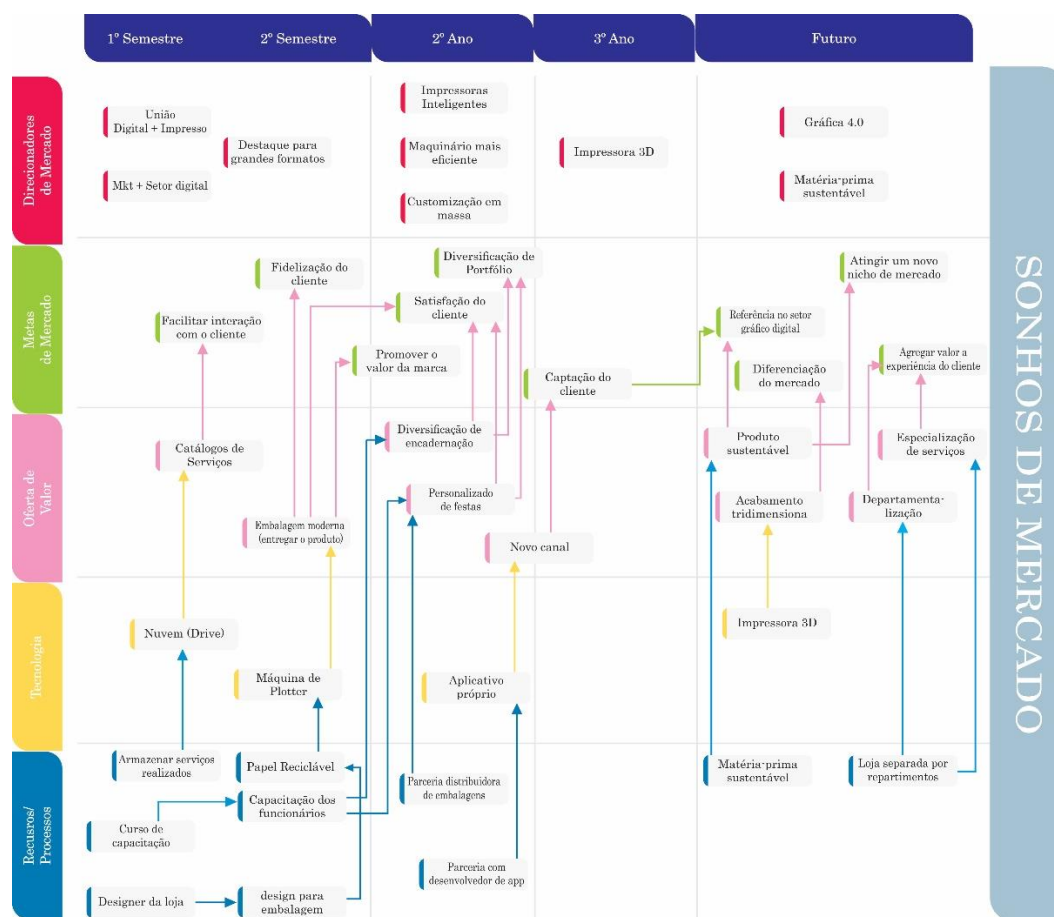 1º Semestre
2º Semestre
2º Ano
3º Ano
Futuro
Direcionadores
de Mercado
União
Digital + Impresso
Mkt + Setor digital
Destaque para
grandes formatos
Impressoras
Inteligentes
Maquinário mais
eficiente
Customização em
massa
Impressora 3D
Gráfica 4.0
Matéria-prima
sustentável
Metas
de Mercado
Facilitar interação
com o cliente
Fidelização do
cliente
Diversificação de
Portfólio
Satisfação do
cliente
Promover o
valor da marca
Captação do
cliente
Atingir um novo
nicho de mercado
Referência no setor
gráfico digital
Diferenciação
do mercado
Agregar valor a
experiência do cliente
Oferta de
Valor
Catálogos de
Serviços
Embalagem moderna
(entregar o produto)
Diversificação de
encadernação
Personalizado
de festas
Novo canal
Produto
sustentável
Especialização
de serviços
Acabamento
tridimensiona
Departamenta-
lização
Tecnologia
Nuvem (Drive)
Máquina de
Plotter
Aplicativo
próprio
Impressora 3D
Recusros/
Processos
Armazenar serviços
realizados
Papel Reciclável
Capacitação dos
funcionários
Curso de
capacitação
Designer da loja
design para
embalagem
Parceria distribuidora
de embalagens
Parceria com
desenvolvedor de app
Matéria-prima
sustentável
Loja separada por
repartimentos
SONHOS DE MERCADO